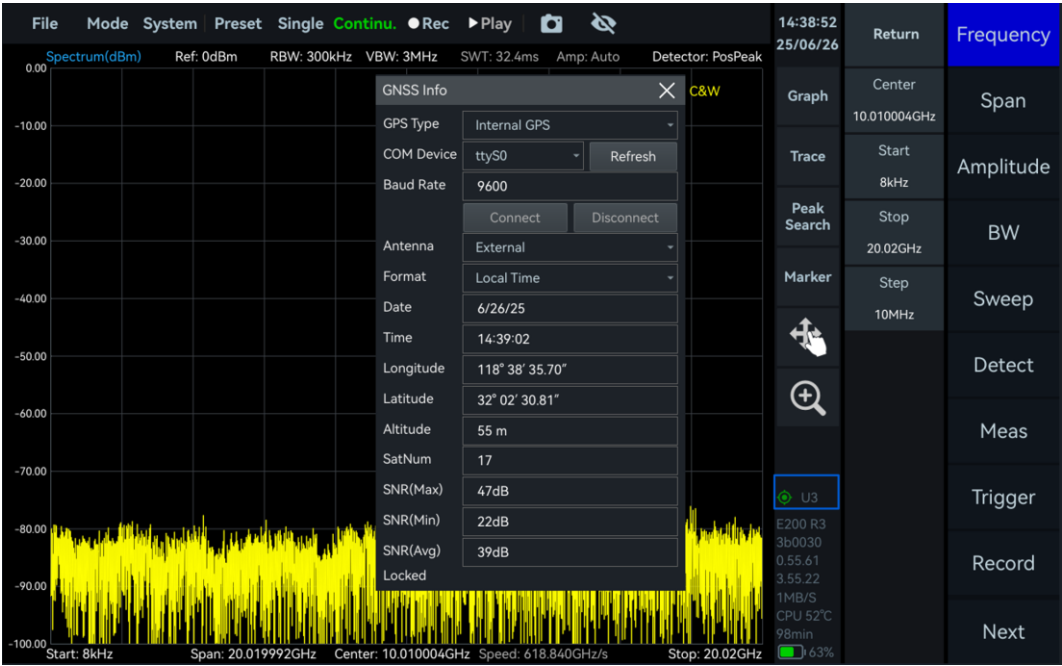 File Mode System Preset Single Continu. Rec Play
14:38:52
25/06/26
Return
Frequency
Spectrum(dBm) Ref: 0dBm RBW: 300kHz VBW: 3MHz SWT: 32.4ms Amp: Auto Detector: PosPeak
0.00
-10.00
-20.00
-30.00
-40.00
-50.00
-60.00
-70.00
-80.00
-90.00
-100.00
C&W
GNSS Info
GPS Type Internal GPS
COM Device ttyS0 Refresh
Baud Rate 9600
Connect Disconnect
Antenna External
Format Local Time
Date 6/26/25
Time 14:39:02
Longitude 118° 38′ 35.70″
Latitude 32° 02′ 30.81″
Altitude 55 m
SatNum 17
SNR(Max) 47dB
SNR(Min) 22dB
SNR(Avg) 39dB
Locked
Start: 8kHz Span: 20.019992GHz Center: 10.010004GHz Speed: 618.840GHz/s Stop: 20.02GHz
Graph
Trace
Peak
Search
Marker
U3
E200 R3
3b0030
0.55.61
3.55.22
1MB/S
CPU 52°C
98min
63%
Center
10.010004GHz
Start
8kHz
Stop
20.02GHz
Step
10MHz
Span
Amplitude
BW
Sweep
Detect
Meas
Trigger
Record
Next